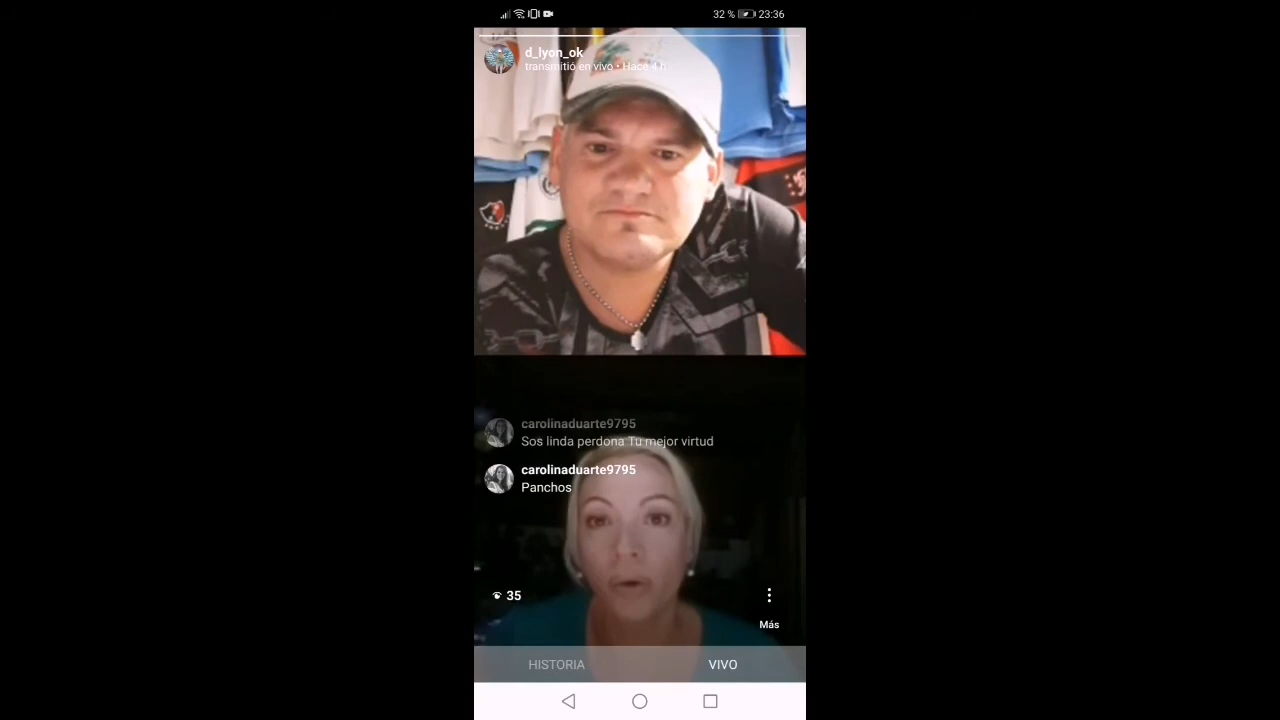 32 % 23:36
d_lyon_ok
transmitió en vivo • Hace 4 h
carolinaduarte9795
Sos linda perdona Tu mejor virtud
carolinaduarte9795
Panchos
35
Más
HISTORIA VIVO